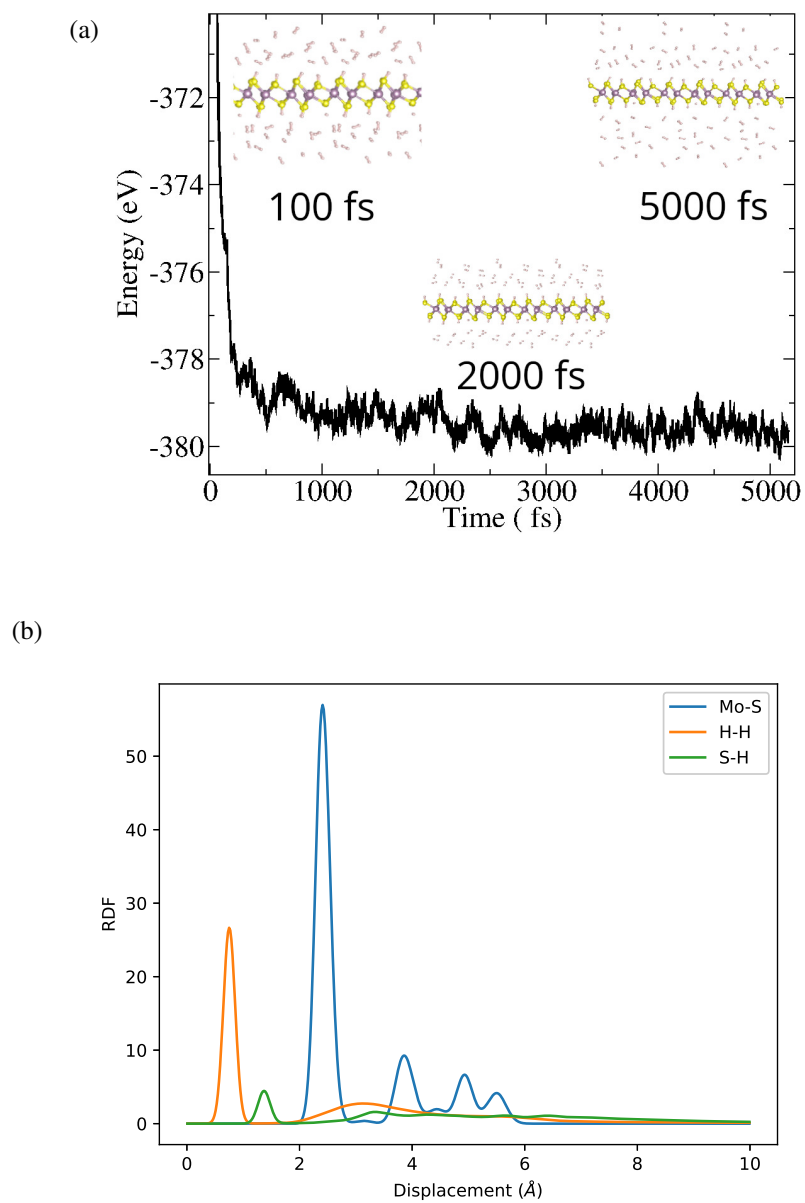 (a)
-372
-374
-376
-378
-380
Energy (eV)
100 fs
5000 fs
2000 fs
0 1000 2000 3000 4000 5000
Time ( fs)
(b)
Mo-S
H-H
S-H
50
40
30
20
10
0
RDF
0 2 4 6 8 10
Displacement (Å)